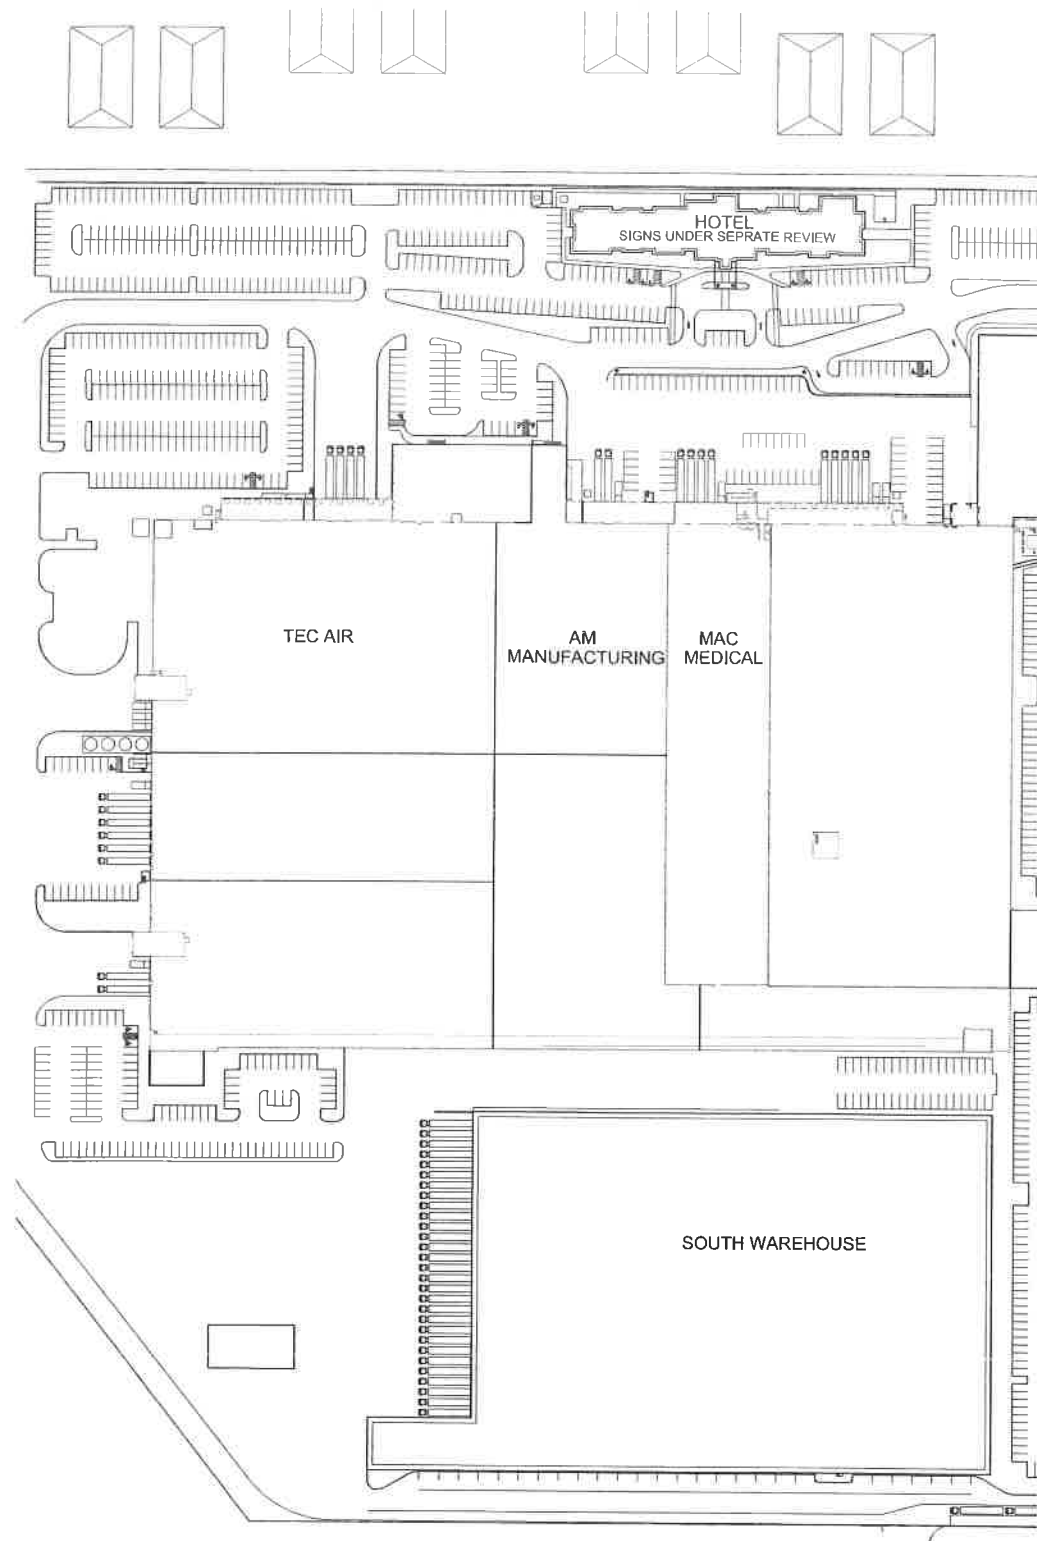 HOTEL
SIGNS UNDER SEPRATE REVIEW
TEC AIR
AM
MANUFACTURING
MAC
MEDICAL
SOUTH WAREHOUSE